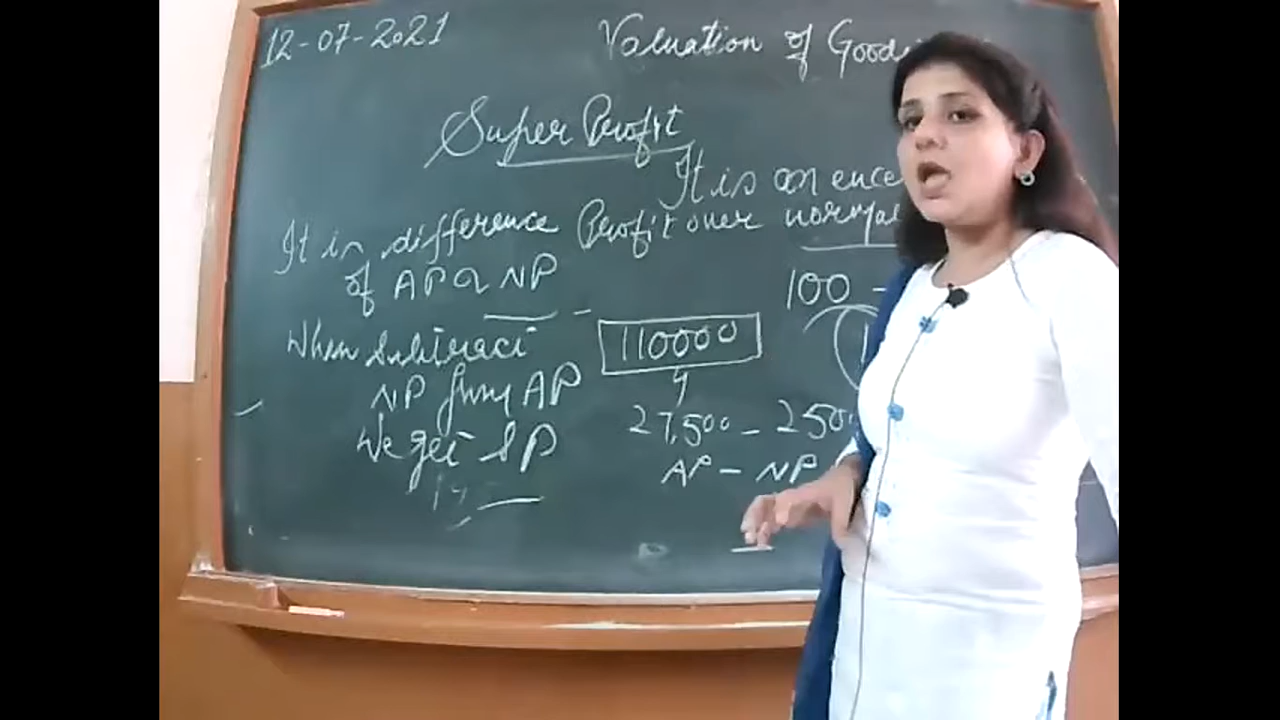 12-07-2021
Valuation of Good
Super Profit
It is an
It is difference
Profit over normal
of AP & NP
100 -
When Subtract
110000
4
NP from AP
27,500 - 250
We get SP
AP - NP